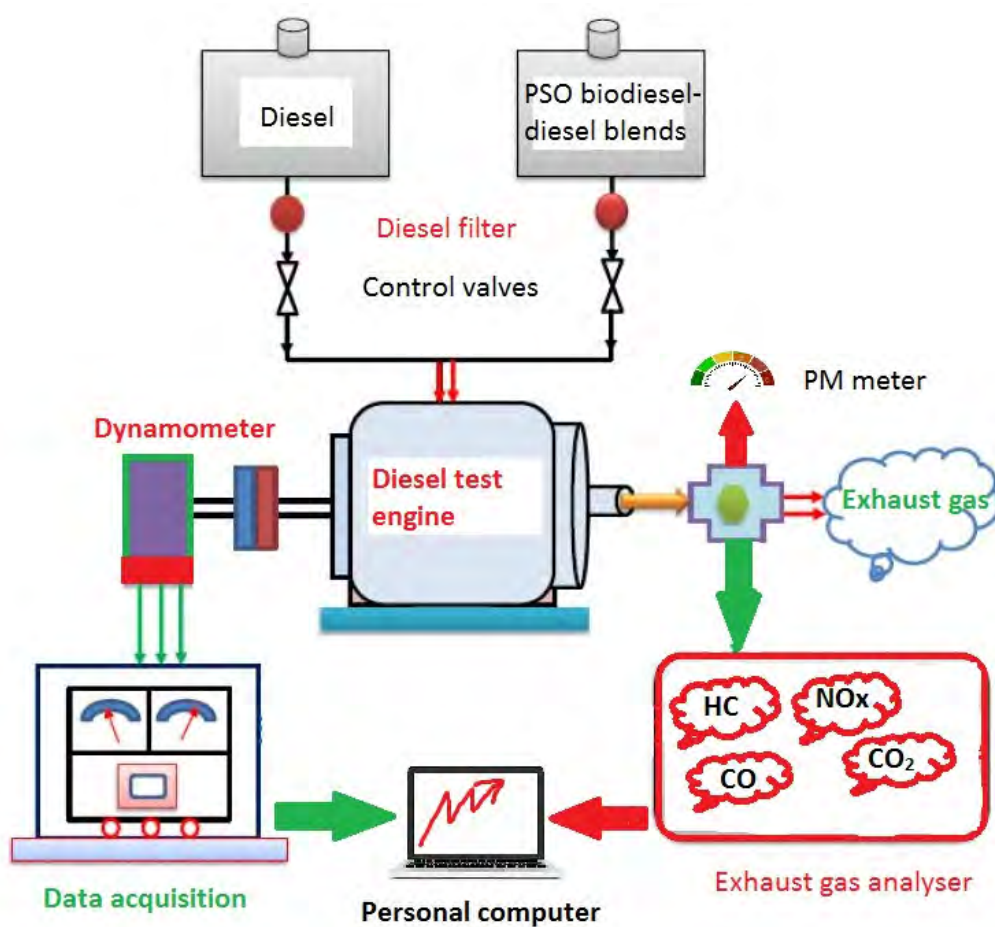 Diesel
PSO biodiesel-
diesel blends
Diesel filter
Control valves
PM meter
Dynamometer
Diesel test
engine
Exhaust gas
HC
NOx
CO
CO₂
Data acquisition
Personal computer
Exhaust gas analyser